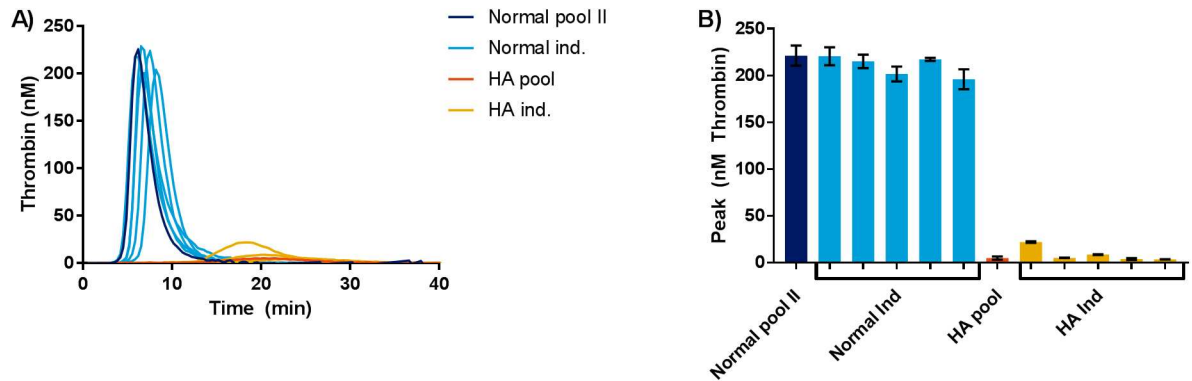 A)
Thrombin (nM)
250
200
150
100
50
0
0 10 20 30 40
Time (min)
Normal pool II
Normal ind.
HA pool
HA ind.
B)
Peak (nM Thrombin)
250
200
150
100
50
0
Normal pool II
Normal Ind
HA pool
HA Ind